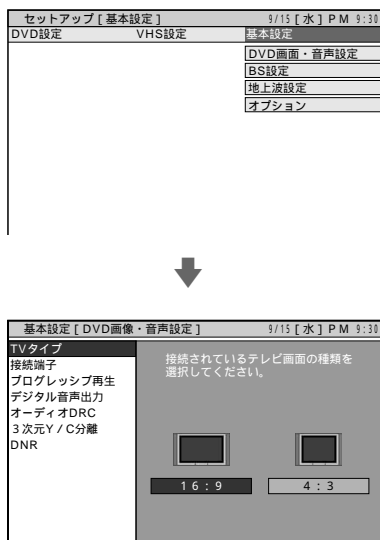 セットアップ [ 基本設定 ] 9/15 [ 水 ] PM 9:30
DVD設定 VHS設定 基本設定
DVD画面・音声設定
BS設定
地上波設定
オプション
基本設定 [ DVD画像・音声設定 ] 9/15 [ 水 ] PM 9:30
TVタイプ
接続端子
プログレッシブ再生
デジタル音声出力
オーディオDRC
3次元Y/C分離
DNR
接続されているテレビ画面の種類を
選択してください。
16:9 4:3